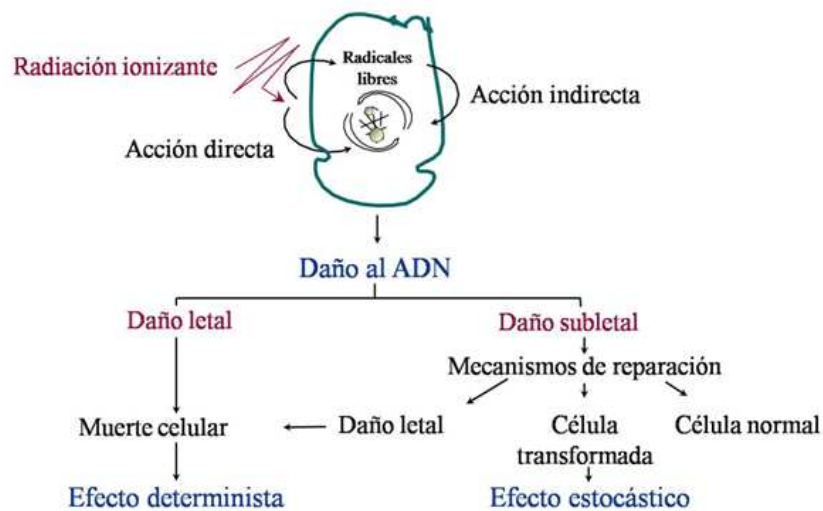 Radiación ionizante
Radicales
libres
Acción indirecta
Acción directa
Daño al ADN
Daño letal
Daño subletal
Mecanismos de reparación
Muerte celular
Daño letal
Célula
transformada
Célula normal
Efecto determinista
Efecto estocástico